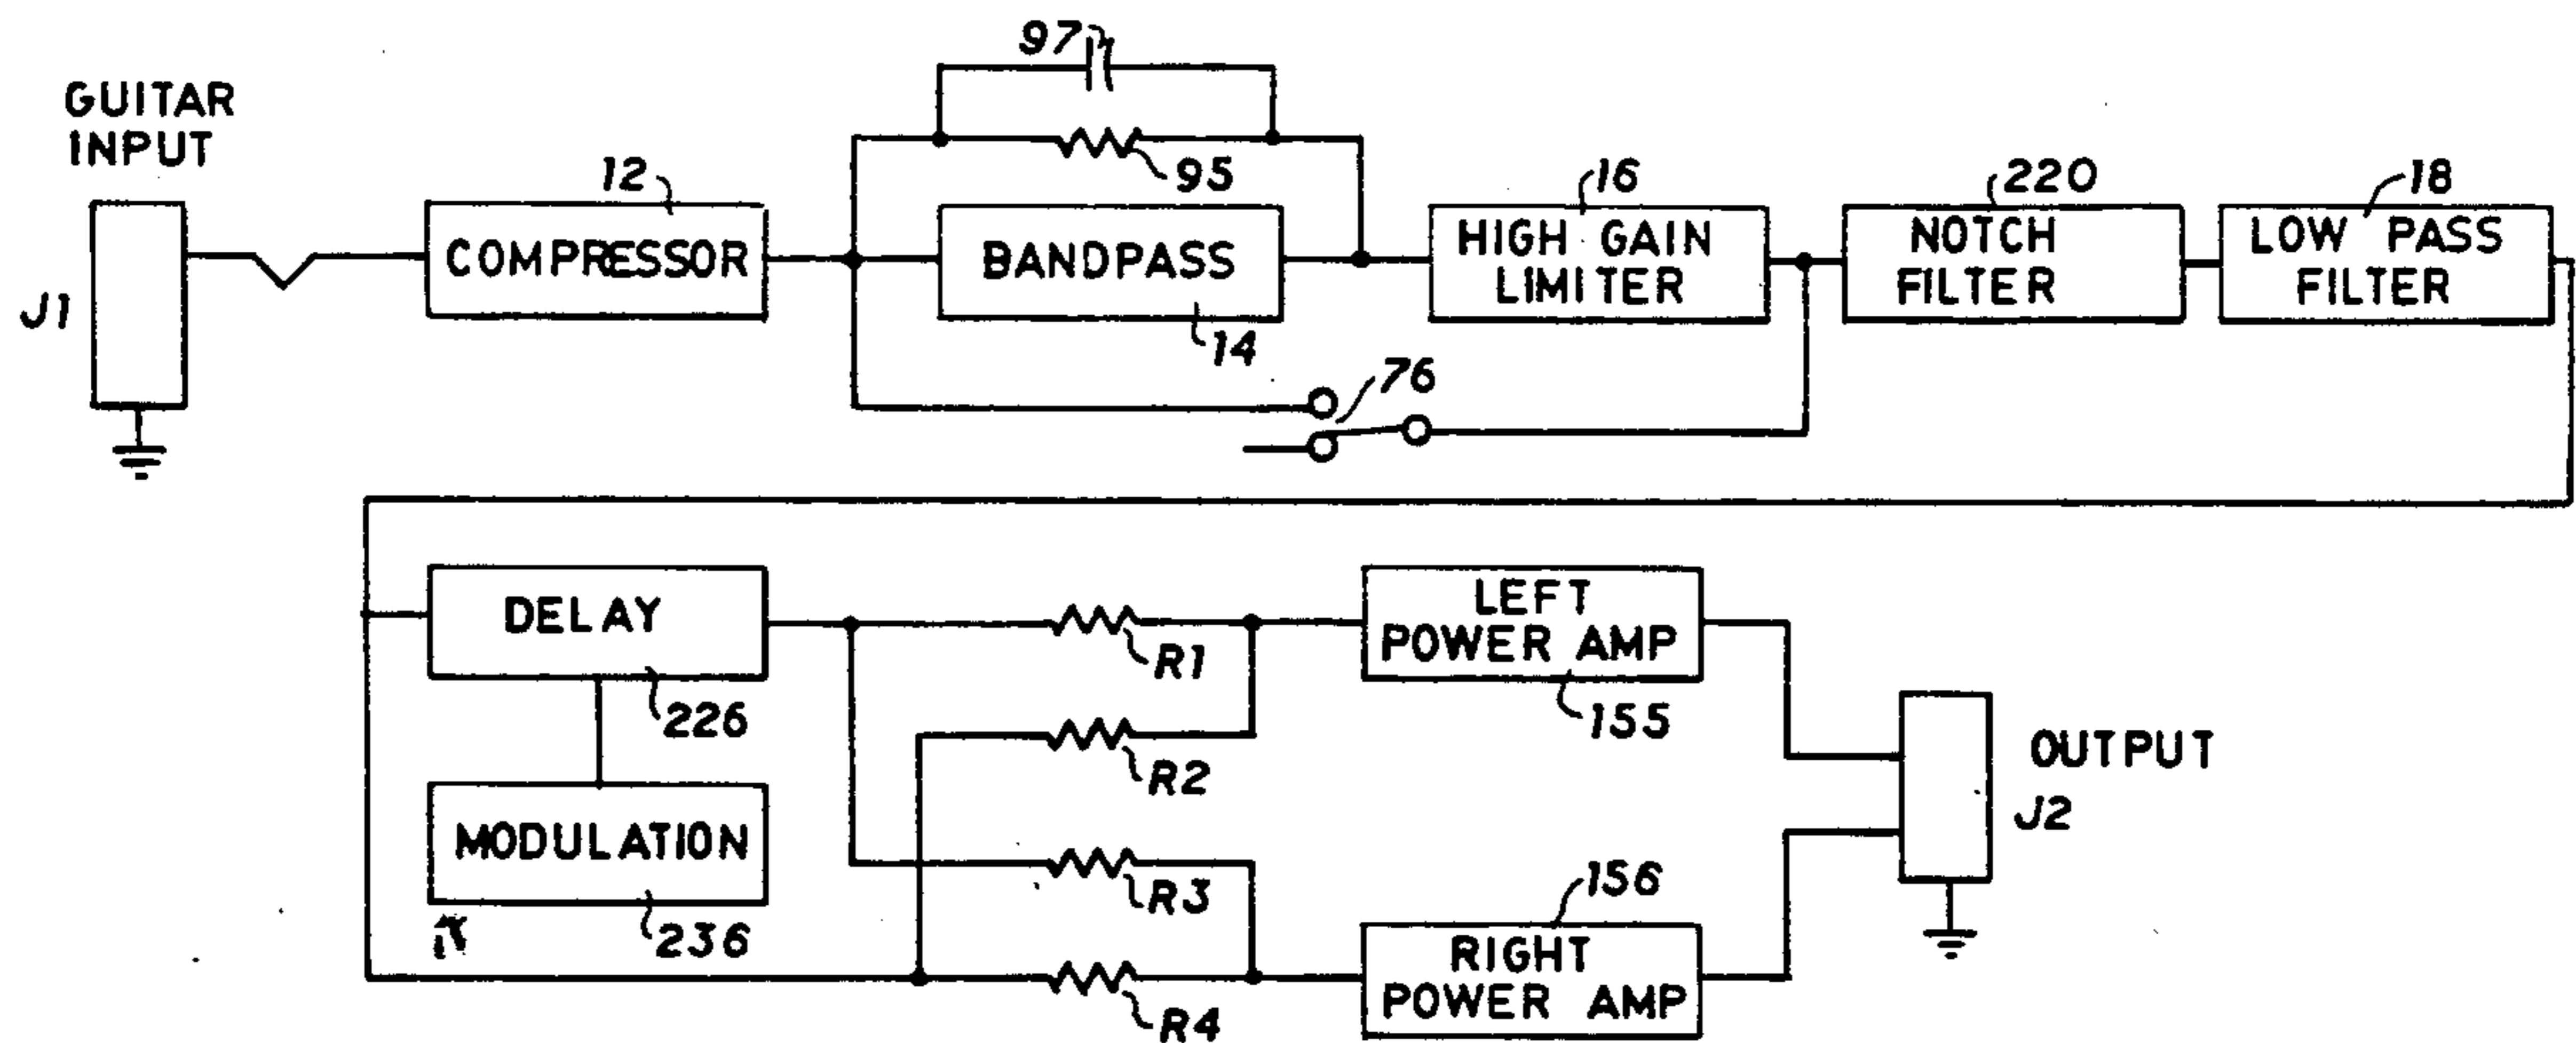 97
GUITAR
INPUT
12
95
16
220
18
COMPRESSOR
BANDPASS
HIGH GAIN
LIMITER
NOTCH
FILTER
LOW PASS
FILTER
J1
14
76
DELAY
R1
LEFT
POWER AMP
226
155
R2
OUTPUT
J2
MODULATION
R3
156
236
RIGHT
POWER AMP
R4